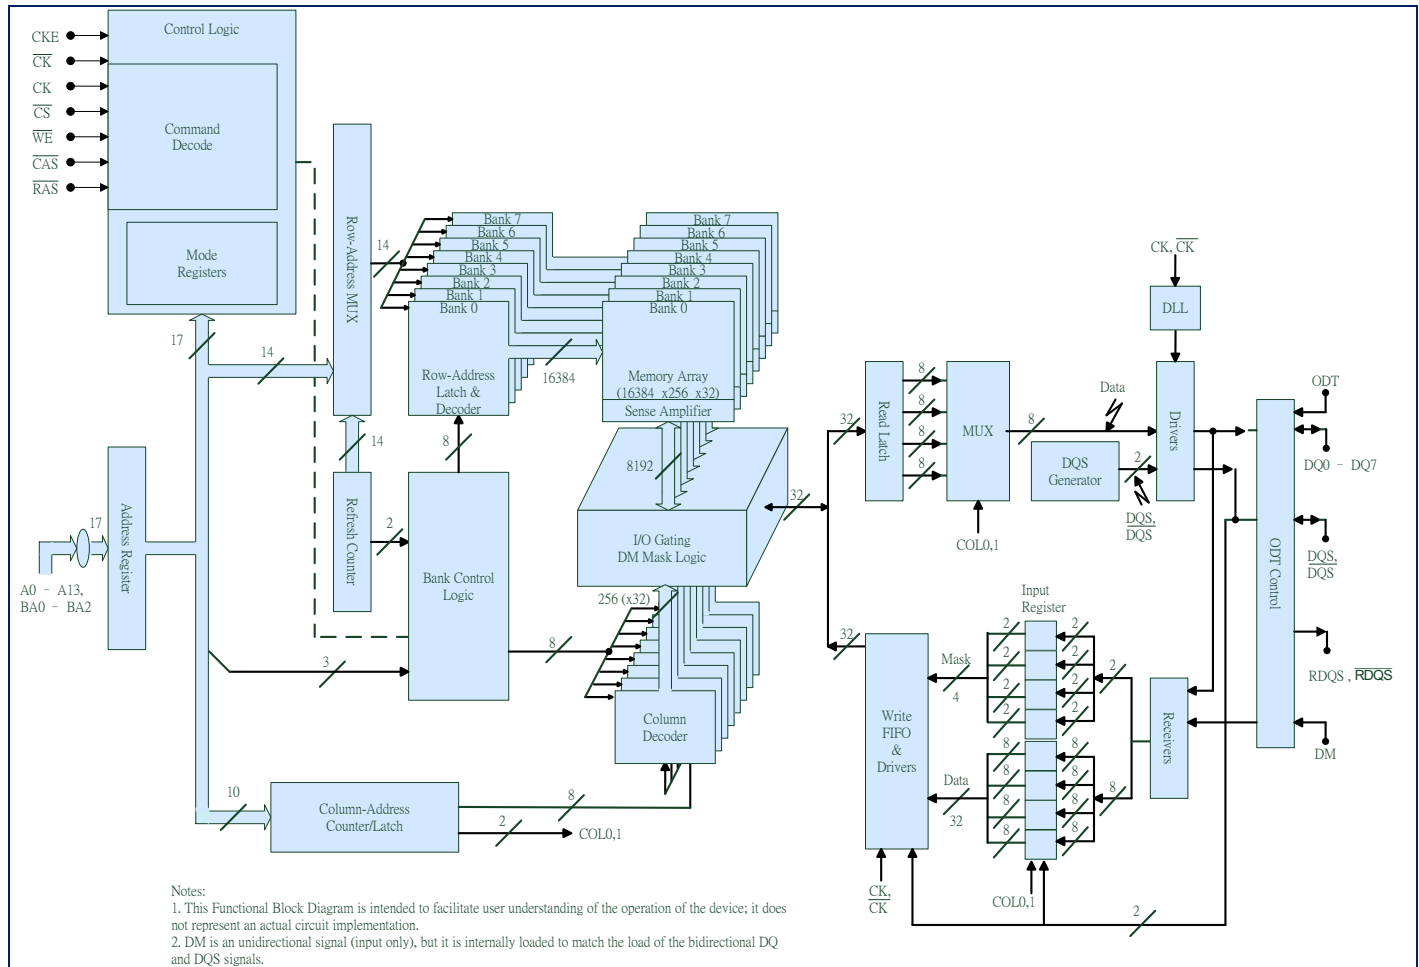 Control Logic
CKE
CK
CK
CS
WE
CAS
RAS
Command
Decode
Mode
Registers
Row-Address MUX
14
Bank 7
Bank 6
Bank 5
Bank 4
Bank 3
Bank 2
Bank 1
Bank 0
Row-Address
Latch &
Decoder
16384
Bank 7
Bank 6
Bank 5
Bank 4
Bank 3
Bank 2
Bank 1
Bank 0
Memory Array
(16384 x256 x32)
Sense Amplifier
17
14
14
8
8192
Address Register
17
A0 - A13,
BA0 - BA2
Refresh Counter
2
Bank Control
Logic
I/O Gating
DM Mask Logic
256 (x32)
3
8
Column
Decoder
10
Column-Address
Counter/Latch
8
2
COL0,1
32
32
32
Read Latch
8
8
8
8
MUX
COL0,1
8
Data
DQS
Generator
2
DQS,
DQS
CK, CK
DLL
Drivers
ODT
DQ0 - DQ7
DQS,
DQS
ODT Control
RDQS , RDQS
DM
Input
Register
2
2
2
2
2
2
2
2
2
Mask
4
Write
FIFO
&
Drivers
Receivers
8
8
8
8
8
8
8
8
8
Data
32
CK,
CK
COL0,1
2
Notes:
1. This Functional Block Diagram is intended to facilitate user understanding of the operation of the device; it does
not represent an actual circuit implementation.
2. DM is an unidirectional signal (input only), but it is internally loaded to match the load of the bidirectional DQ
and DQS signals.